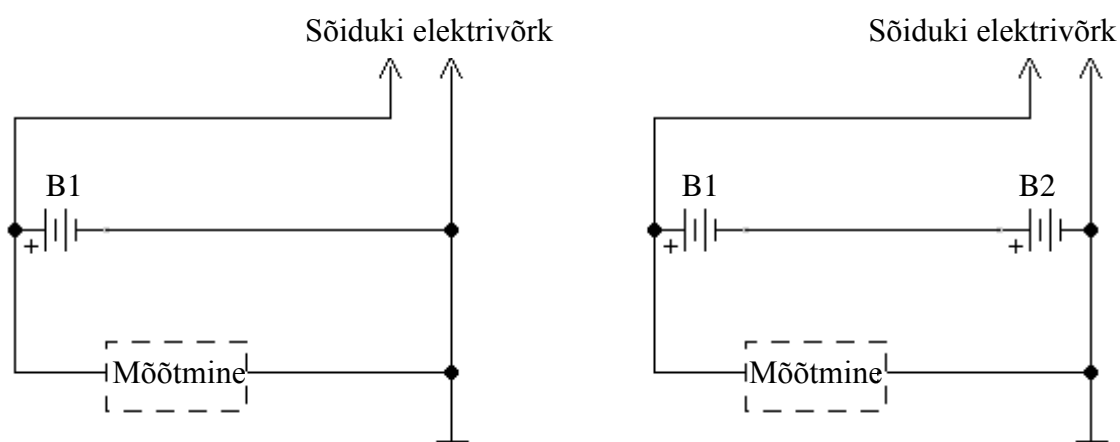 Sõiduki elektrivõrk
B1
+
Mõõtmine
Sõiduki elektrivõrk
B1
B2
+
+
Mõõtmine